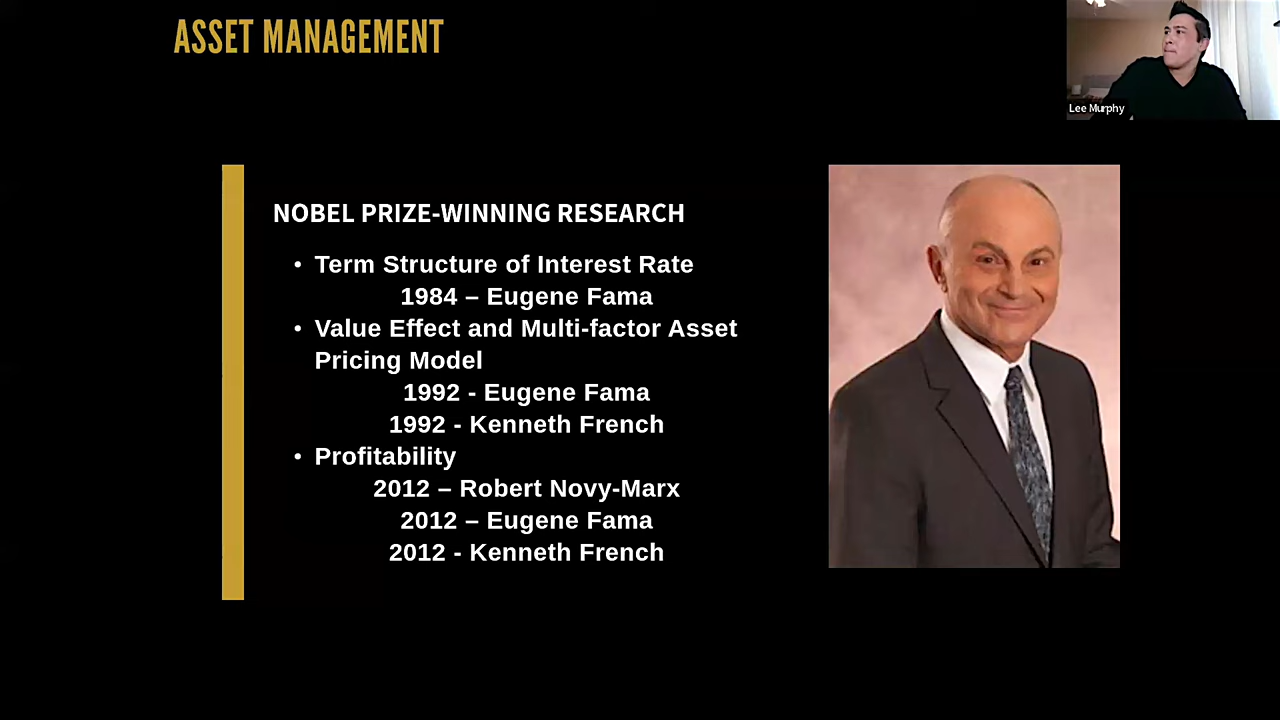 ASSET MANAGEMENT
Lee Murphy
NOBEL PRIZE-WINNING RESEARCH
• Term Structure of Interest Rate
1984 – Eugene Fama
• Value Effect and Multi-factor Asset
Pricing Model
1992 - Eugene Fama
1992 - Kenneth French
• Profitability
2012 – Robert Novy-Marx
2012 – Eugene Fama
2012 - Kenneth French